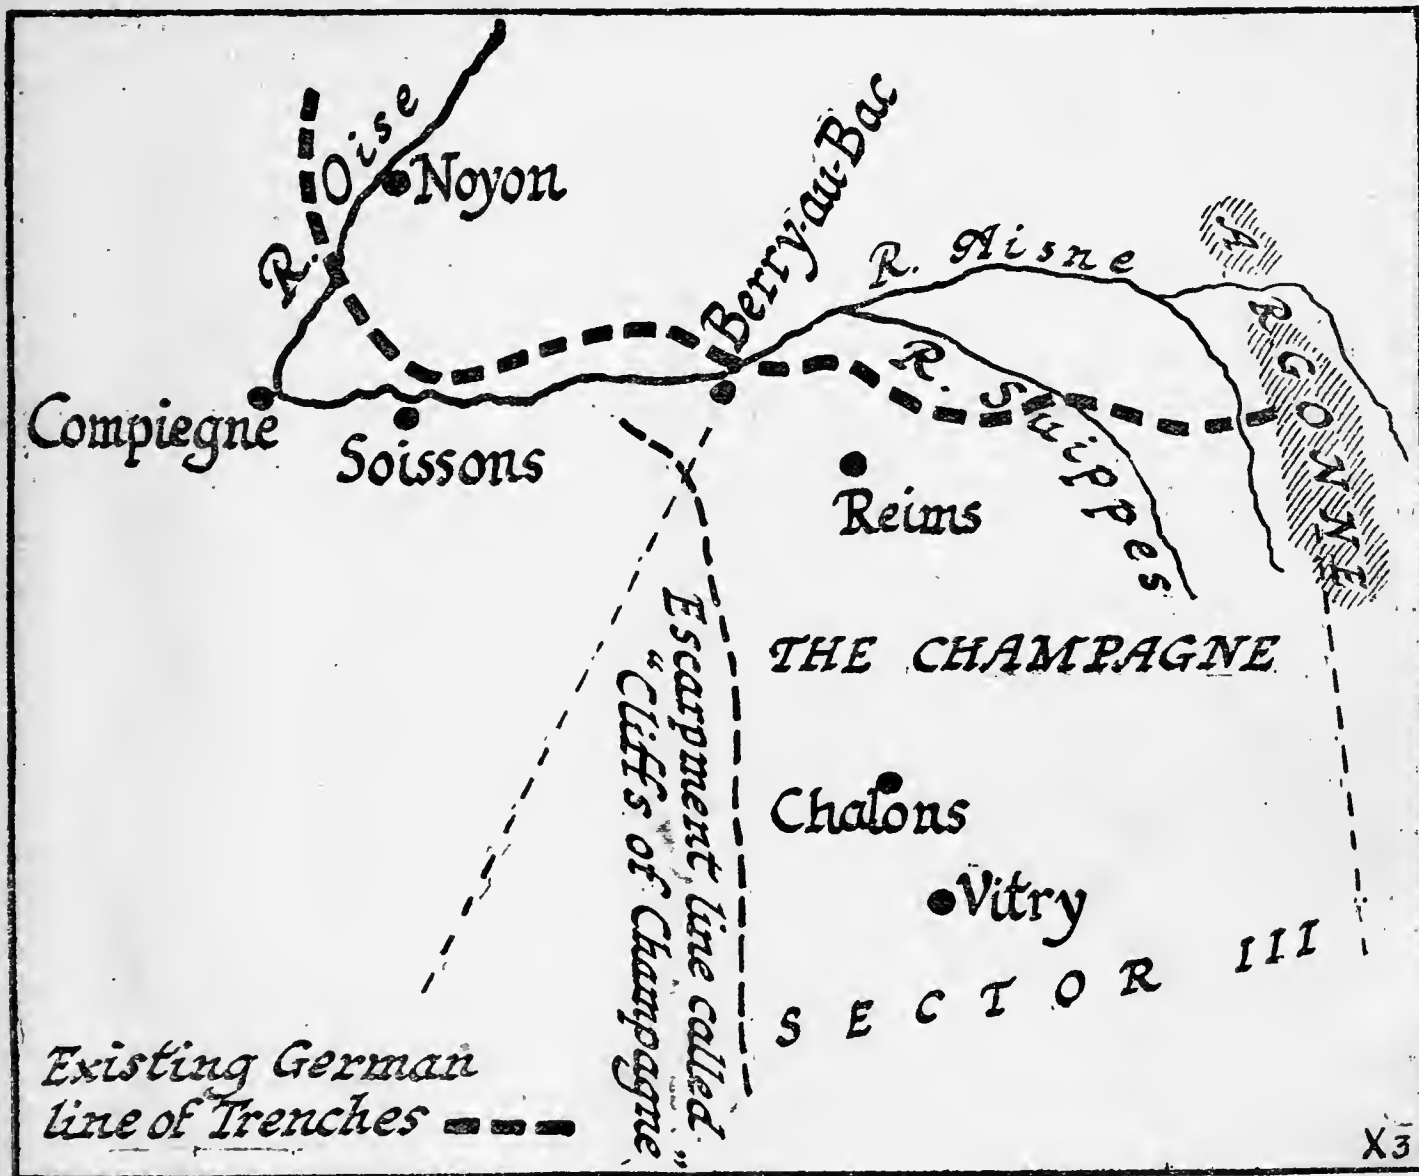 R. Oise
Noyon
Berry-au-Bac
R. Aisne
ARGONNE
R. Suippes
Compiegne
Soissons
Reims
THE CHAMPAGNE
Escarpment line called
"Cliffs of Champagne"
Chalons
Vitry
SECTOR III
Existing German
line of Trenches
X3